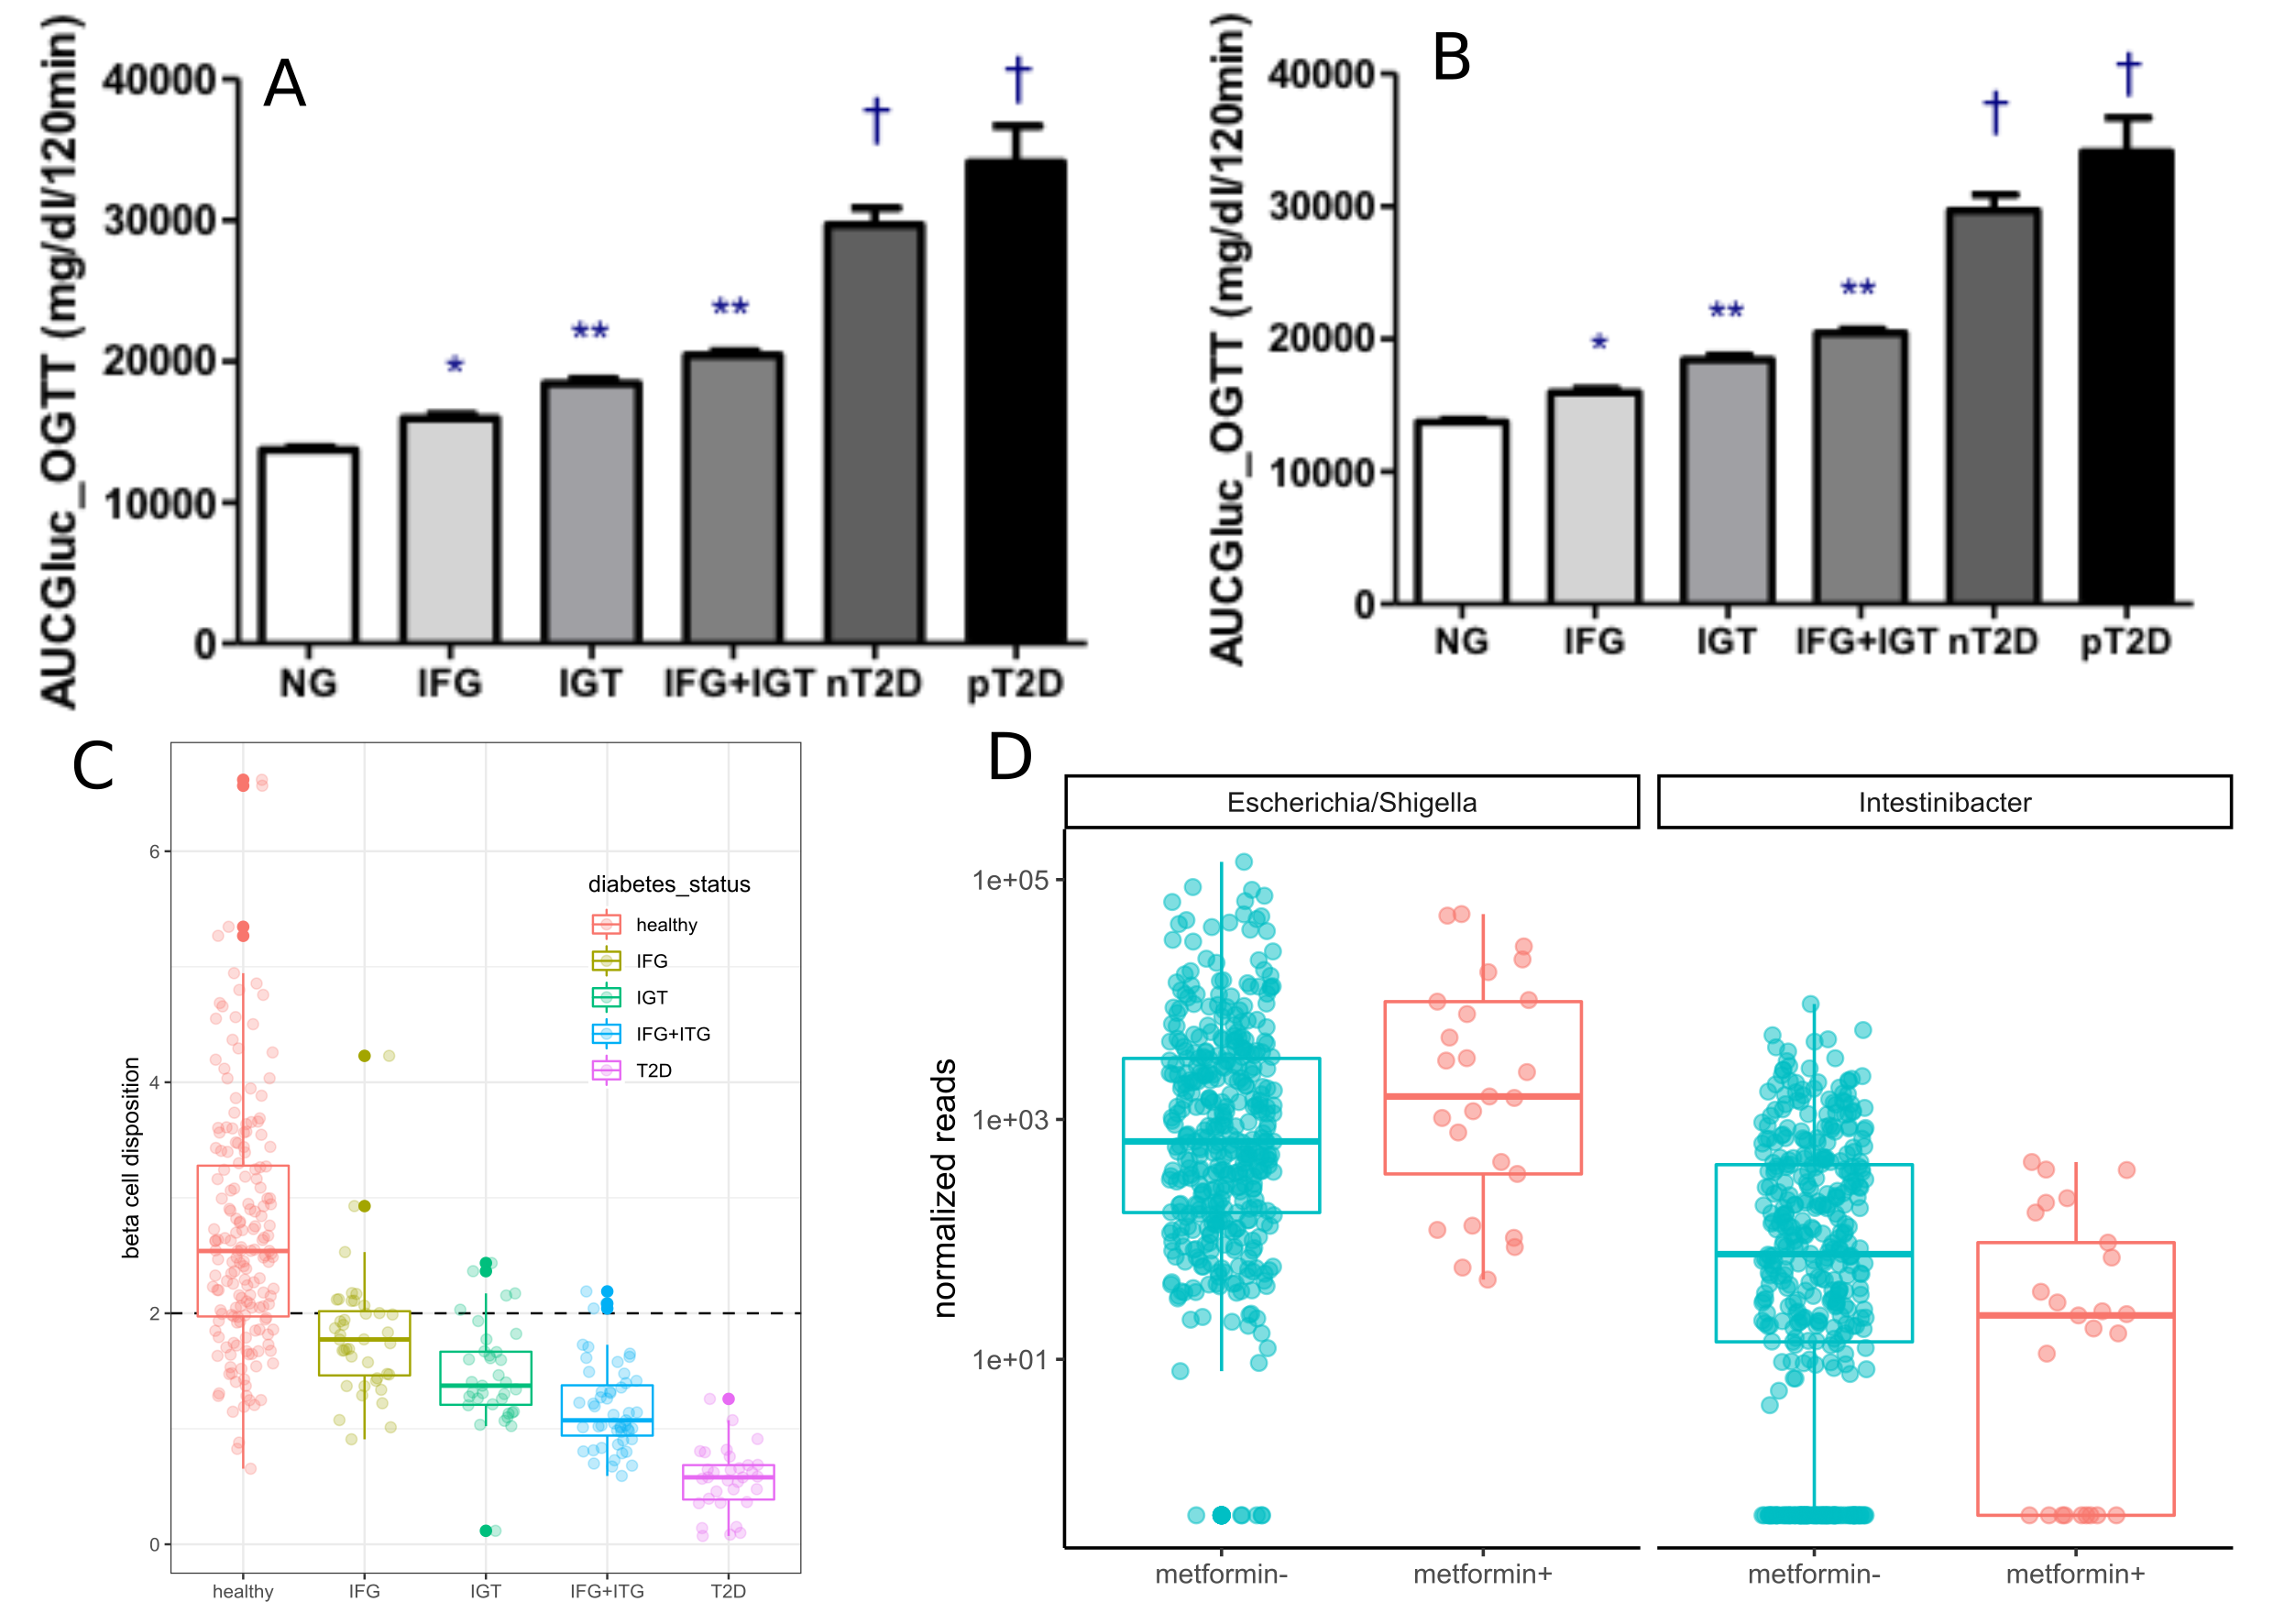 A
AUCGluc_OGTT (mg/dl/120min)
40000
30000
20000
10000
0
*
**
**
†
†
NG IFG IGT IFG+IGT nT2D pT2D
B
AUCGluc_OGTT (mg/dl/120min)
40000
30000
20000
10000
0
*
**
**
†
†
NG IFG IGT IFG+IGT nT2D pT2D
C
beta cell disposition
6
4
2
0
diabetes_status
healthy
IFG
IGT
IFG+ITG
T2D
healthy IFG IGT IFG+ITG T2D
D
Escherichia/Shigella Intestinibacter
normalized reads
1e+05
1e+03
1e+01
metformin- metformin+ metformin- metformin+